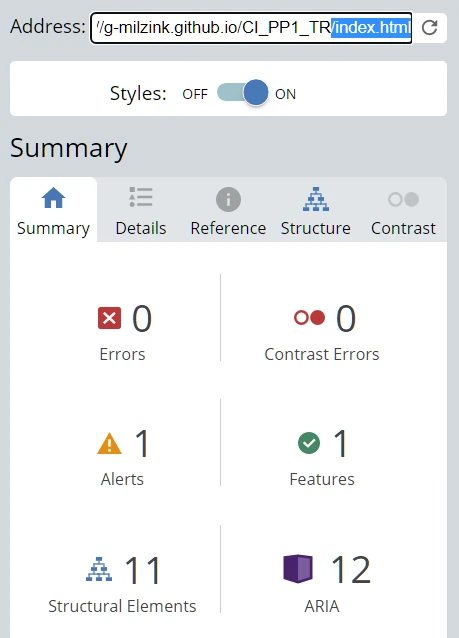 Address: '/g-milzink.github.io/CI_PP1_TR/index.html
Styles: OFF ON
Summary
Summary Details Reference Structure Contrast
0 0
Errors Contrast Errors
1 1
Alerts Features
11 12
Structural Elements ARIA